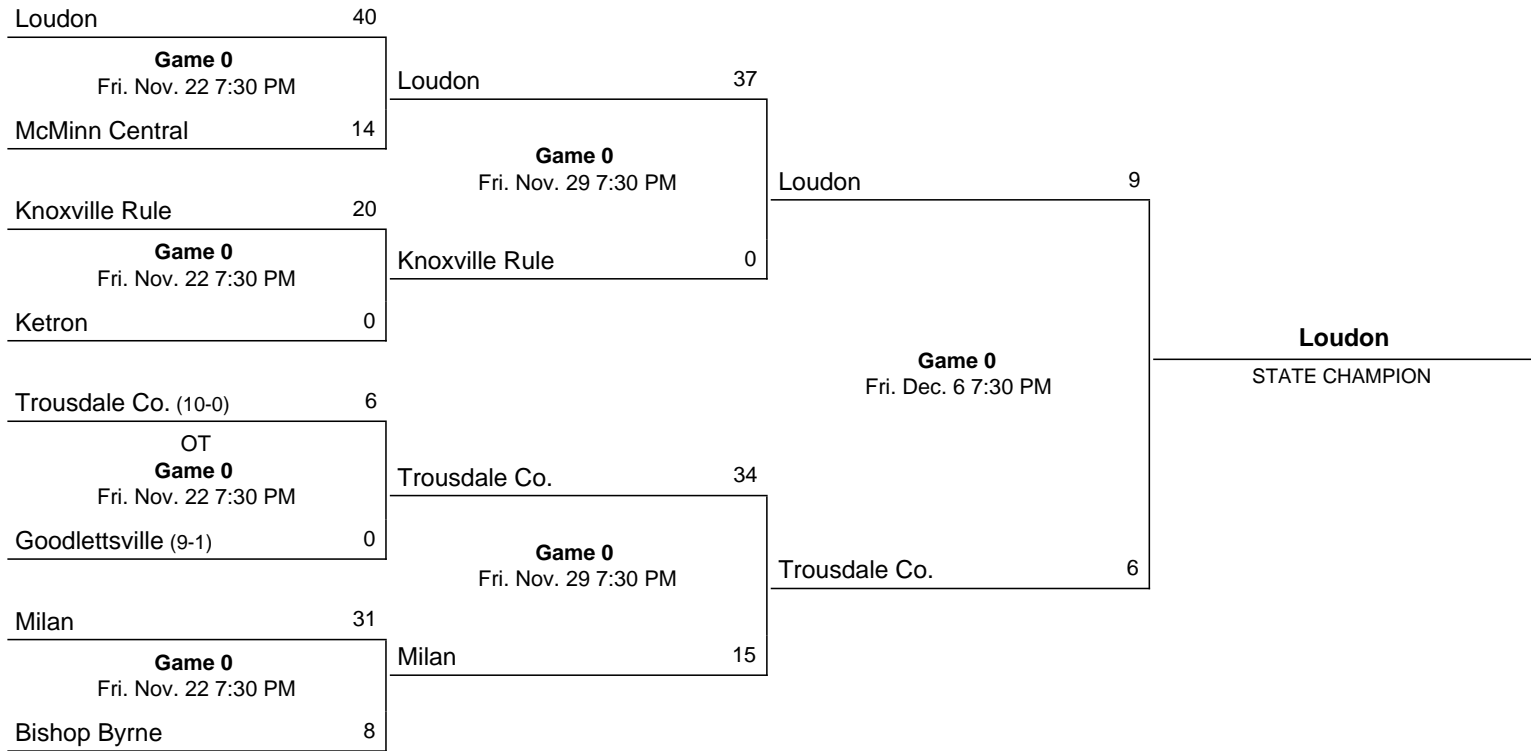 Loudon 40
Game 0
Fri. Nov. 22 7:30 PM
McMinn Central 14
Knoxville Rule 20
Game 0
Fri. Nov. 22 7:30 PM
Ketron 0
Trousdale Co. (10-0) 6
OT
Game 0
Fri. Nov. 22 7:30 PM
Goodlettsville (9-1) 0
Milan 31
Game 0
Fri. Nov. 22 7:30 PM
Bishop Byrne 8
Loudon 37
Game 0
Fri. Nov. 29 7:30 PM
Knoxville Rule 0
Trousdale Co. 34
Game 0
Fri. Nov. 29 7:30 PM
Milan 15
Loudon 9
Game 0
Fri. Dec. 6 7:30 PM
Trousdale Co. 6
Loudon
STATE CHAMPION